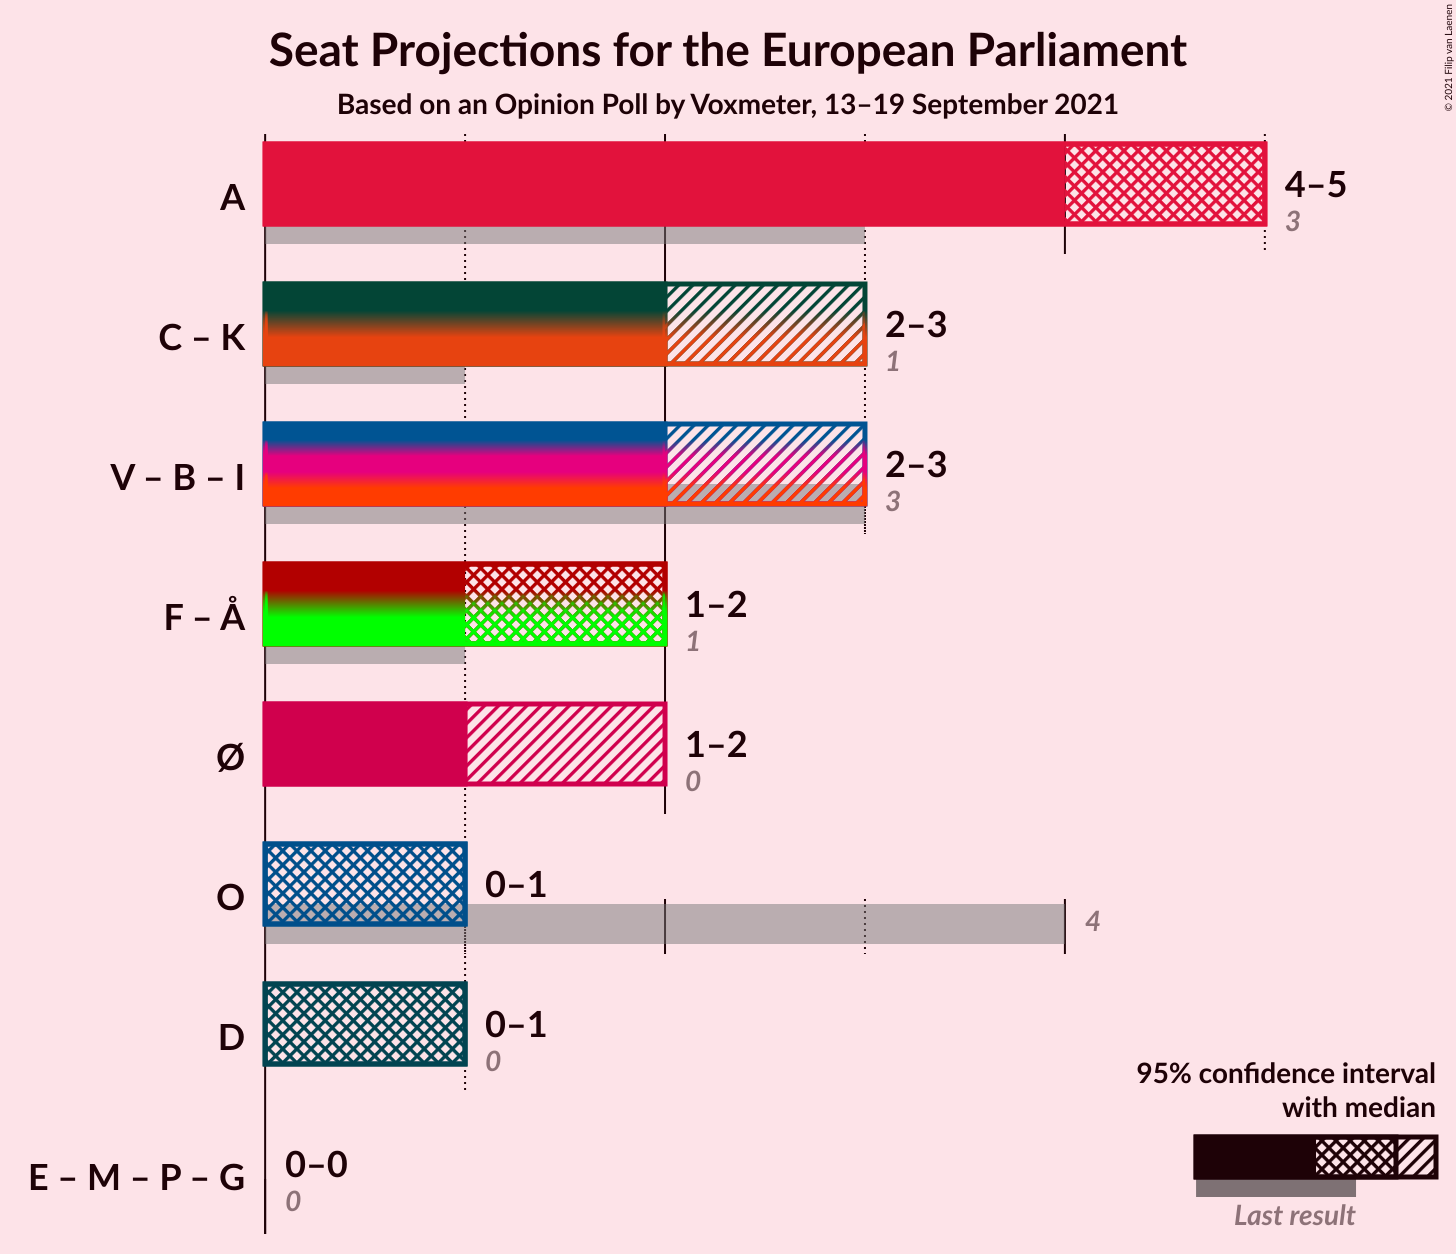 Seat Projections for the European Parliament
Based on an Opinion Poll by Voxmeter, 13–19 September 2021
© 2021 Filip van Laenen
A
4–5
3
C – K
2–3
1
V – B – I
2–3
3
F – Å
1–2
1
Ø
1–2
0
O
0–1
4
D
0–1
0
E – M – P – G
0–0
0
95% confidence interval
with median
Last result